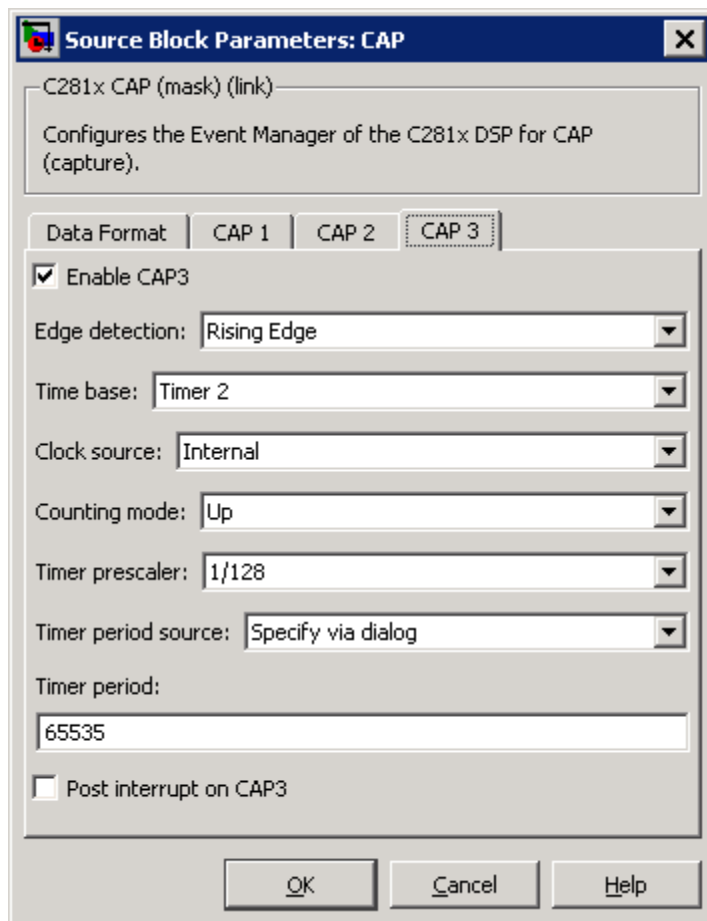 Source Block Parameters: CAP
C281x CAP (mask) (link)
Configures the Event Manager of the C281x DSP for CAP
(capture).
Data Format CAP 1 CAP 2 CAP 3
Enable CAP3
Edge detection: Rising Edge
Time base: Timer 2
Clock source: Internal
Counting mode: Up
Timer prescaler: 1/128
Timer period source: Specify via dialog
Timer period:
65535
Post interrupt on CAP3
OK Cancel Help